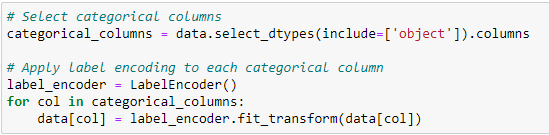 # Select categorical columns
categorical_columns = data.select_dtypes(include=['object']).columns

# Apply label encoding to each categorical column
label_encoder = LabelEncoder()
for col in categorical_columns:
    data[col] = label_encoder.fit_transform(data[col])